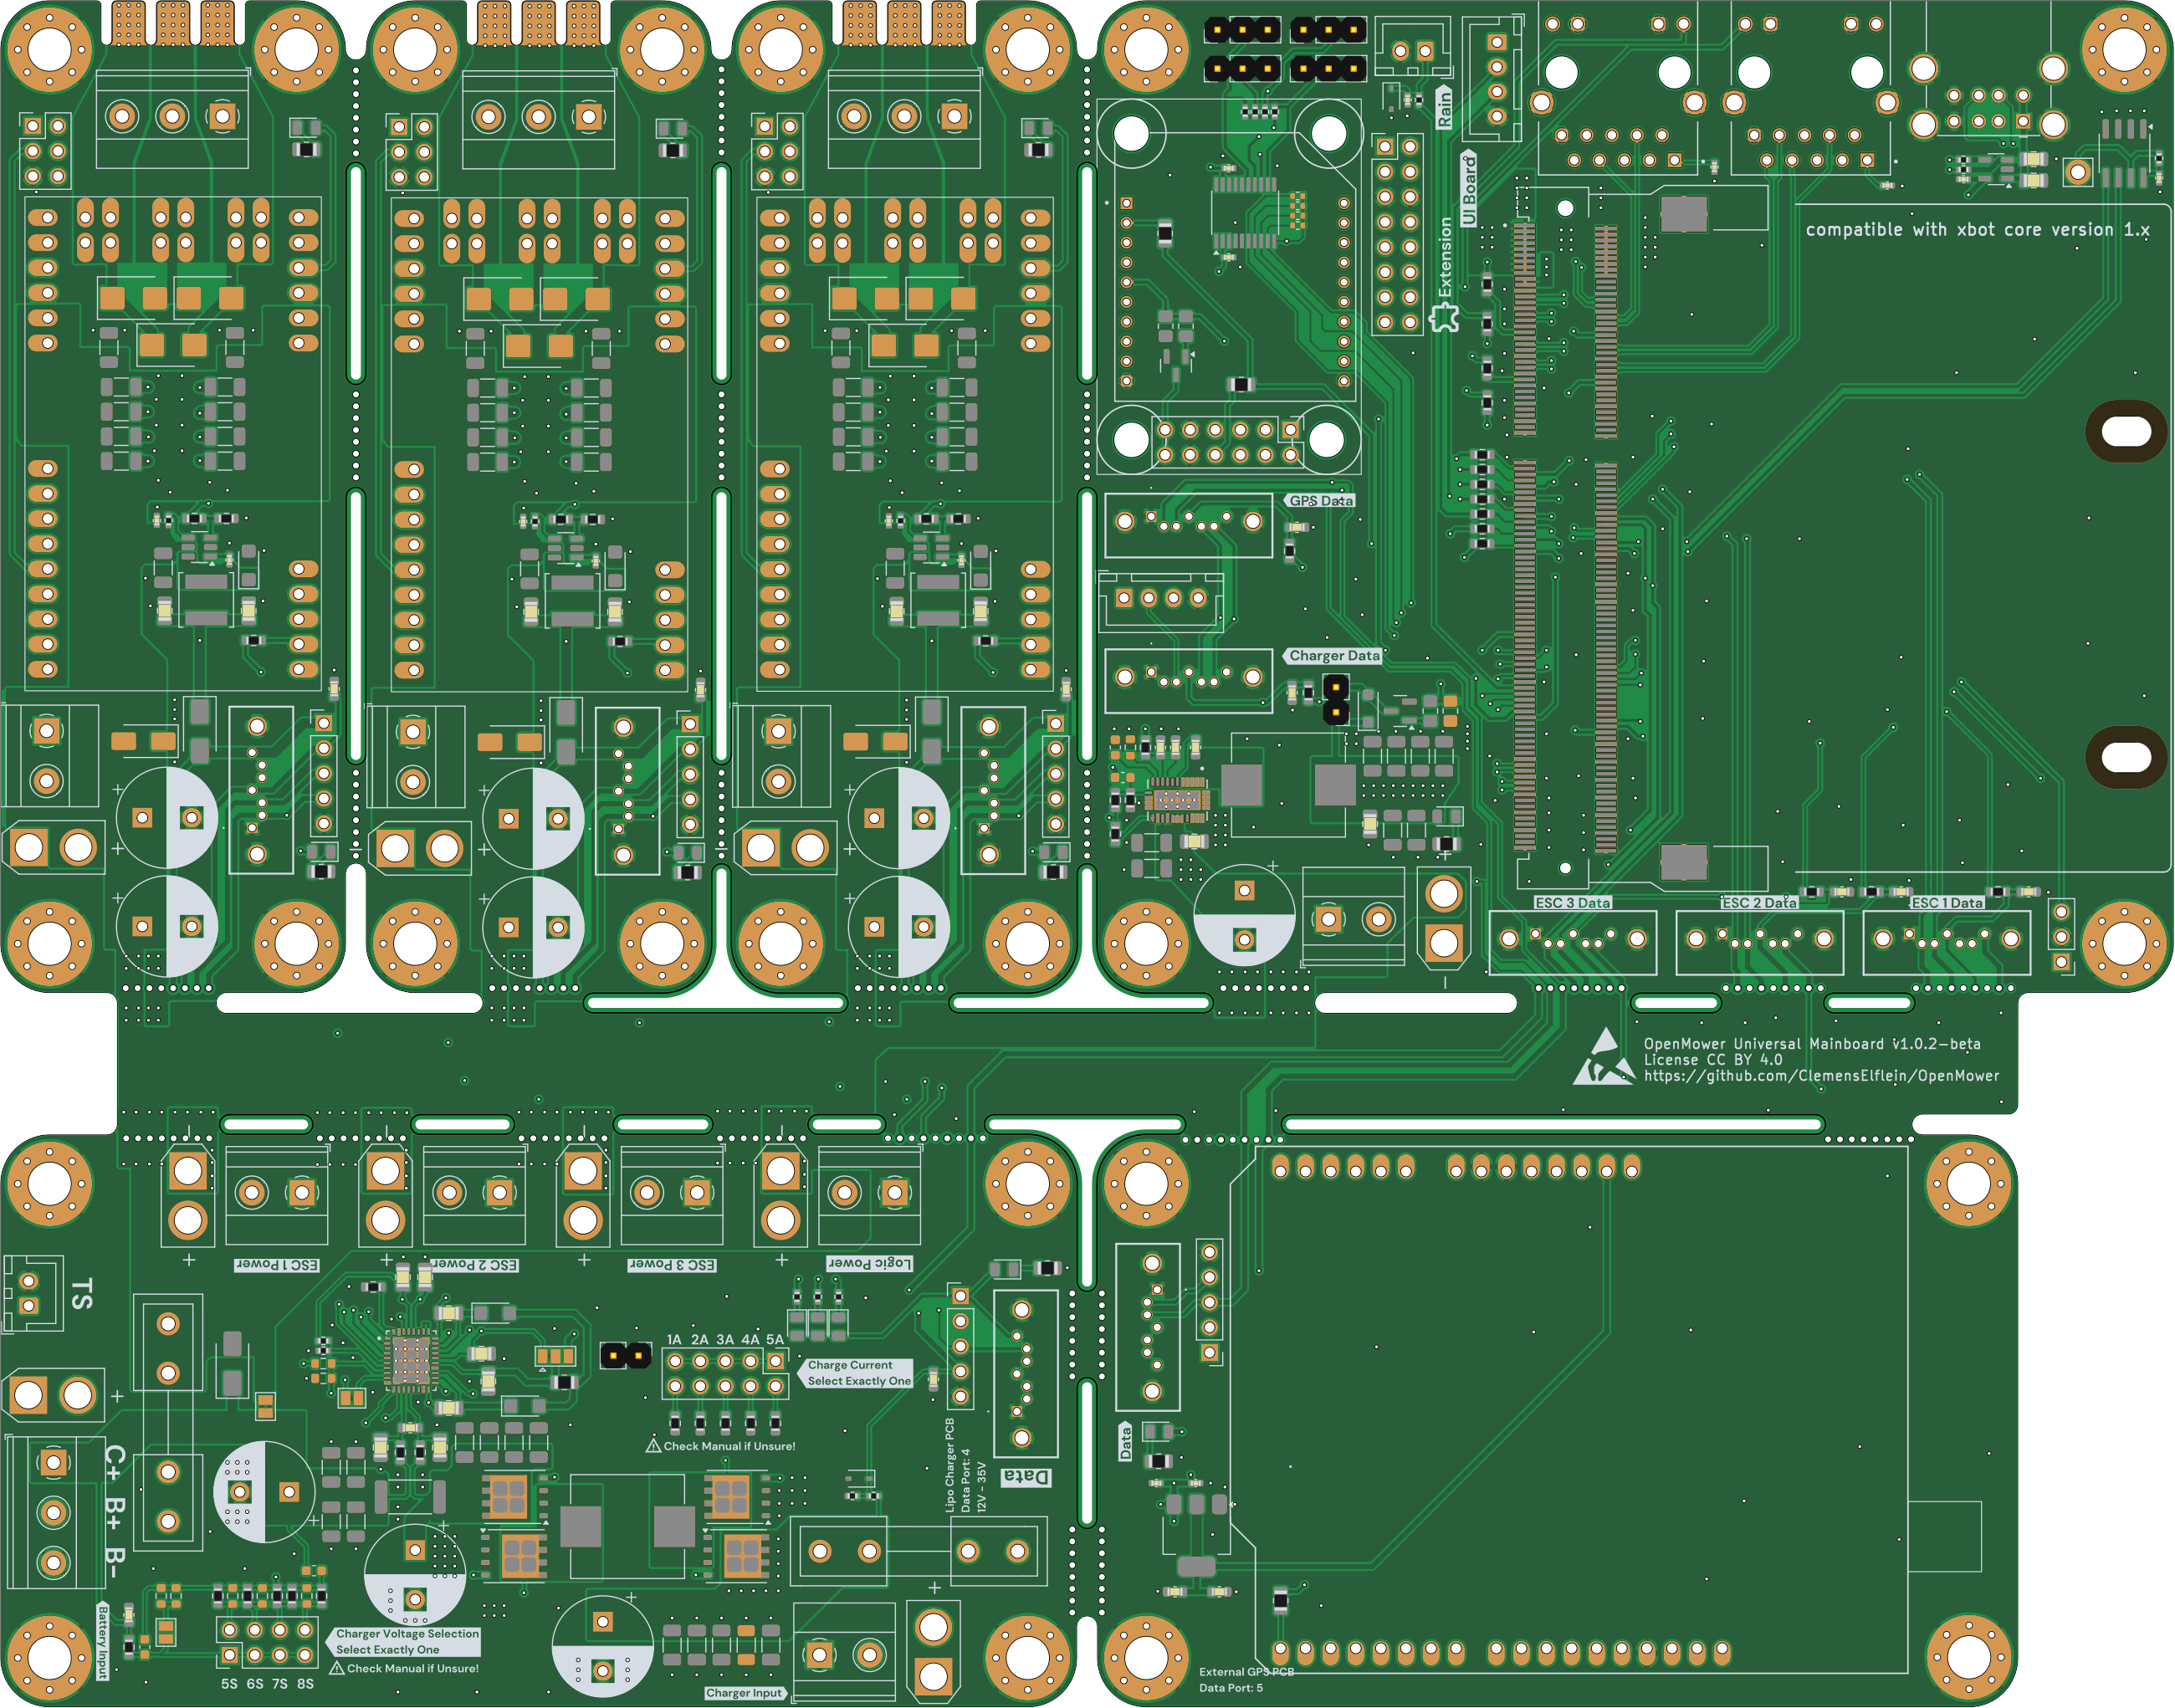 Rain
UI Board
Extension
compatible with xbot core version 1.x
GPS Data
Charger Data
ESC 3 Data
ESC 2 Data
ESC 1 Data
OpenMower Universal Mainboard v1.0.2-beta
License CC BY 4.0
https://github.com/ClemensElflein/OpenMower
ESC 1 Power
ESC 2 Power
ESC 3 Power
Logic Power
TS
1A 2A 3A 4A 5A
Charge Current
Select Exactly One
Check Manual if Unsure!
Lipo Charger PCB
Data Port: 4
12V - 35V
Data
Data
C+ B+ B-
Battery Input
Charger Voltage Selection
Select Exactly One
Check Manual if Unsure!
5S 6S 7S 8S
Charger Input
External GPS PCB
Data Port: 5